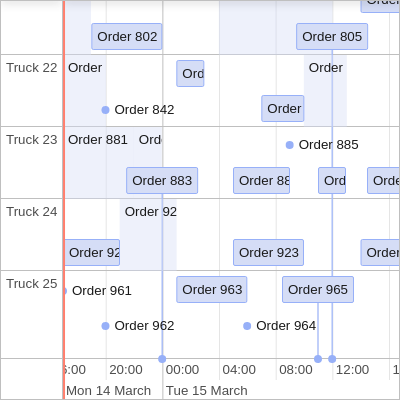 Order 802
Order 805
Truck 22
Order
Ord
Order
Order 842
Order
Truck 23
Order 881
Ord
Order 885
Order 883
Order 88
Ord
Orde
Truck 24
Order 92
Order 92
Order 923
Order
Truck 25
Order 961
Order 963
Order 965
Order 962
Order 964
6:00
20:00
00:00
04:00
08:00
12:00
1
Mon 14 March
Tue 15 March